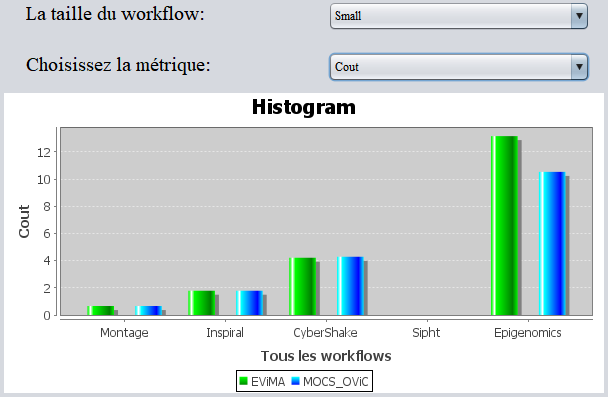 La taille du workflow:
Small
Choisissez la métrique:
Cout
Histogram
Cout
12
10
8
6
4
2
0
Montage Inspiral CyberShake Sipht Epigenomics
Tous les workflows
EViMA MOCS_OViC